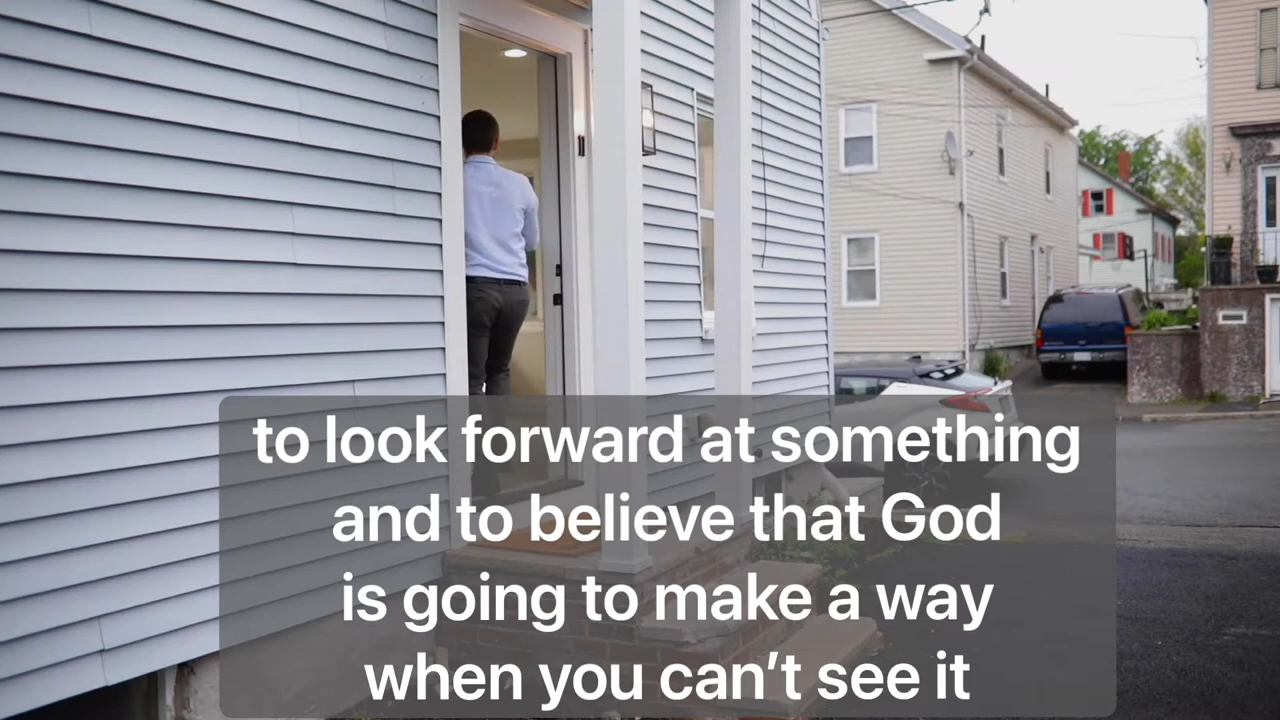 to look forward at something
and to believe that God
is going to make a way
when you can’t see it